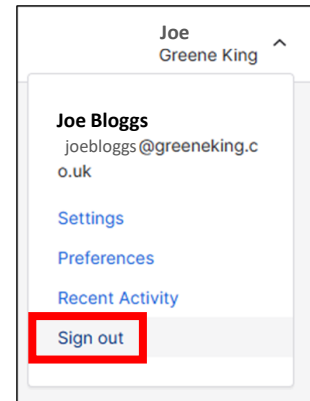 Joe
Greene King
Joe Bloggs
joebloggs@greeneking.c
o.uk
Settings
Preferences
Recent Activity
Sign out